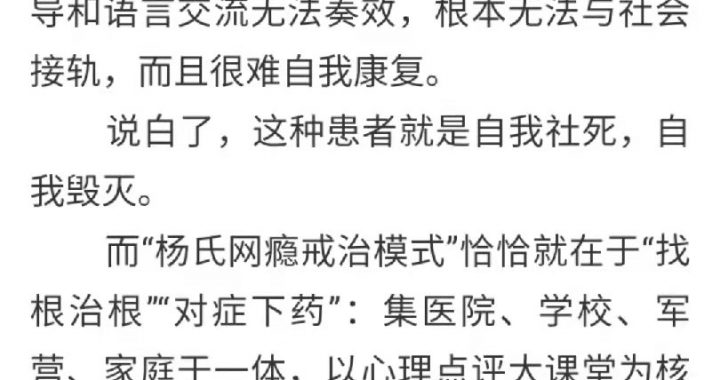 导和语言交流无法奏效，根本无法与社会
接轨，而且很难自我康复。
说白了，这种患者就是自我社死，自
我毁灭。
而“杨氏网瘾戒治模式”恰恰就在于“找
根治根”“对症下药”：集医院、学校、军
营、家庭于一体，以心理点评大课堂为核